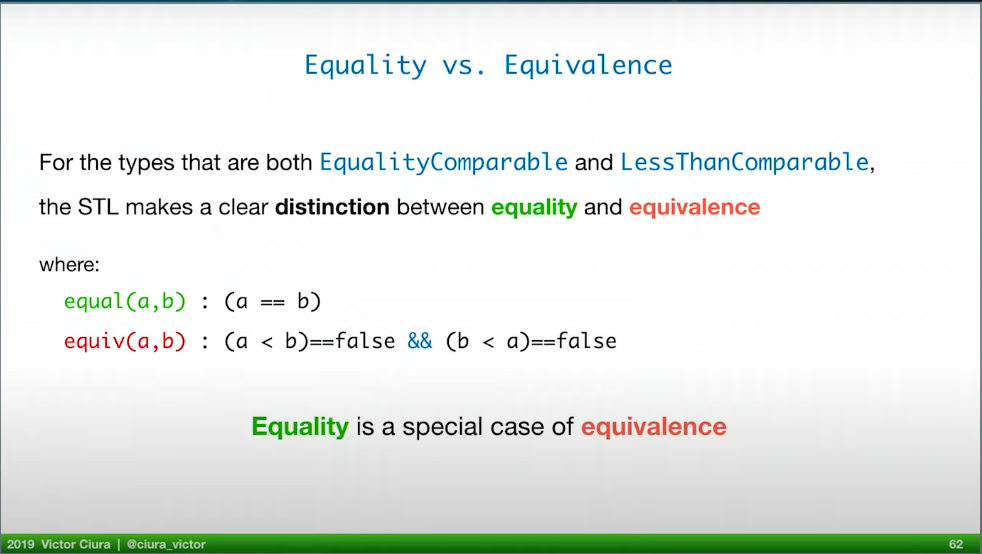 Equality vs. Equivalence
For the types that are both EqualityComparable and LessThanComparable,
the STL makes a clear distinction between equality and equivalence
where:
equal(a,b) : (a == b)
equiv(a,b) : (a < b)==false && (b < a)==false
Equality is a special case of equivalence
2019 Victor Ciura | @ciura_victor
62